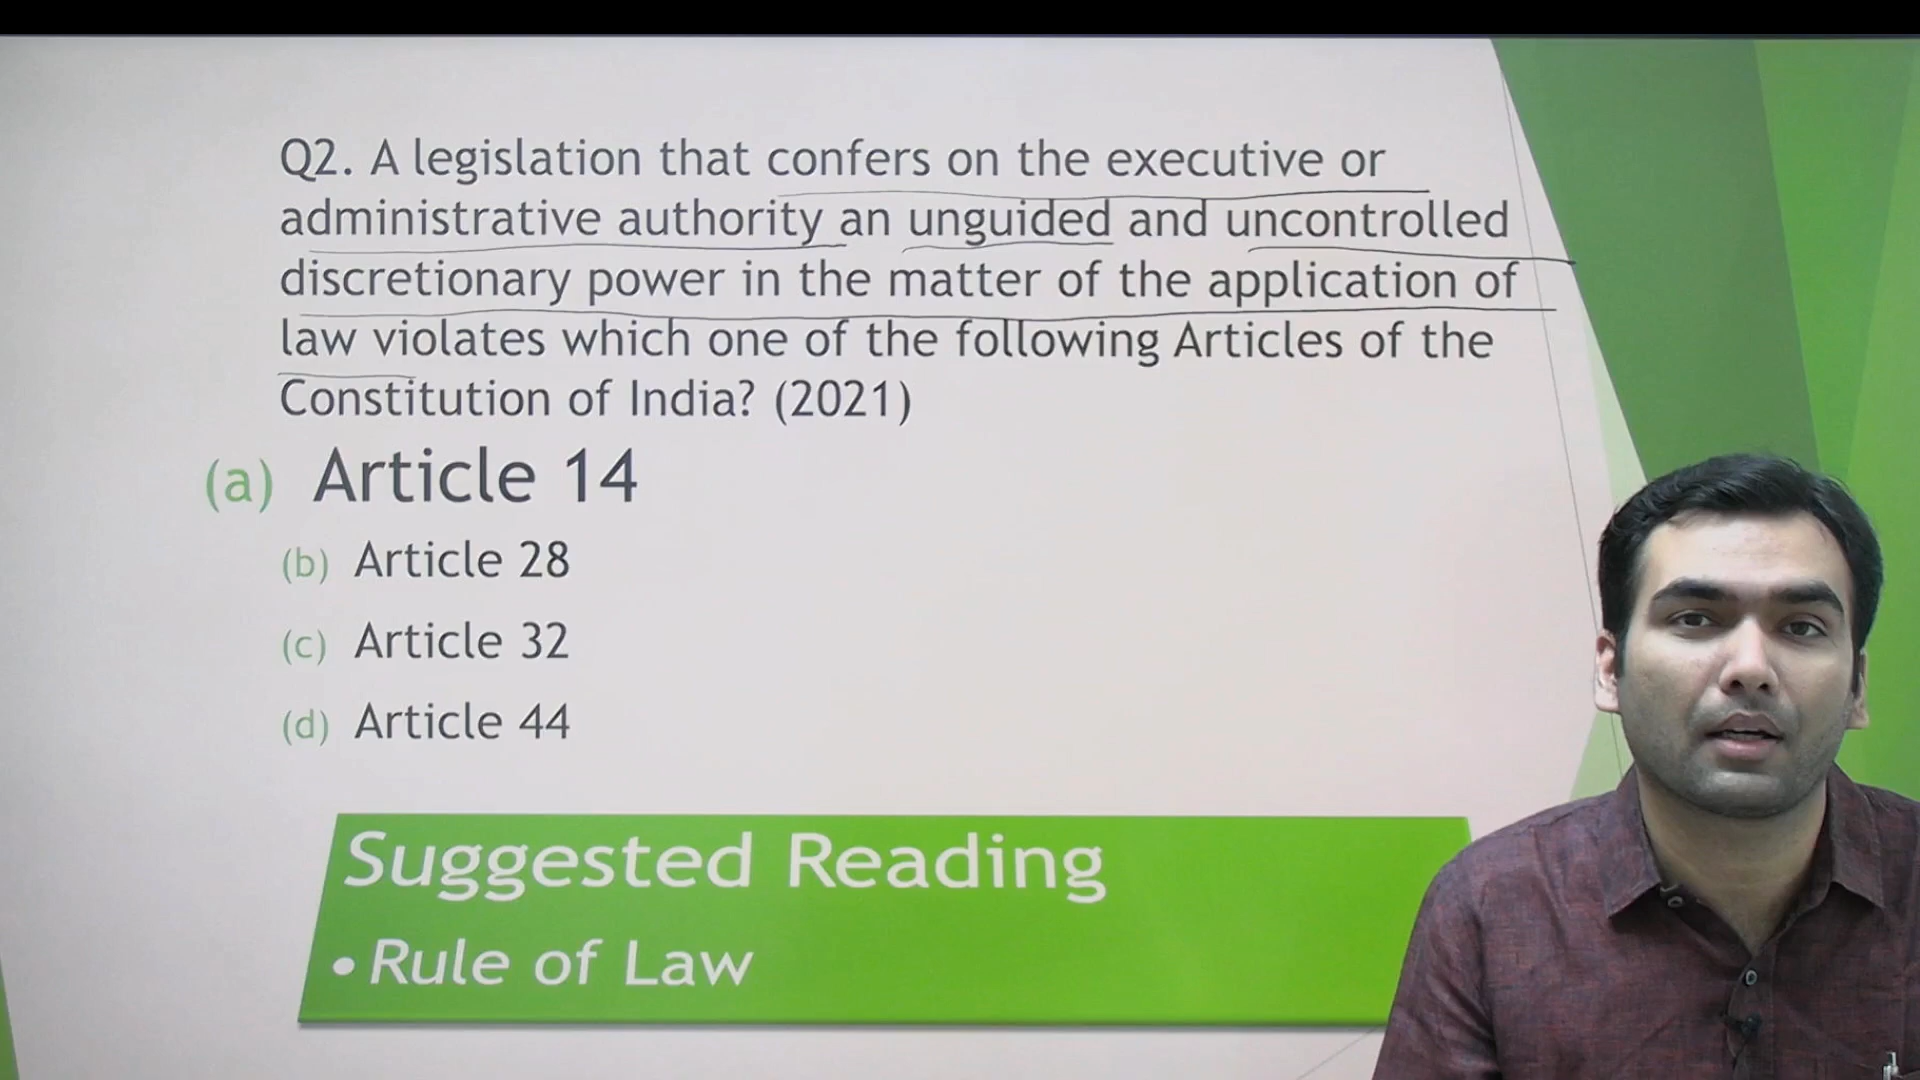 Q2. A legislation that confers on the executive or
administrative authority an unguided and uncontrolled
discretionary power in the matter of the application of
law violates which one of the following Articles of the
Constitution of India? (2021)
(a) Article 14
(b) Article 28
(c) Article 32
(d) Article 44
Suggested Reading
• Rule of Law